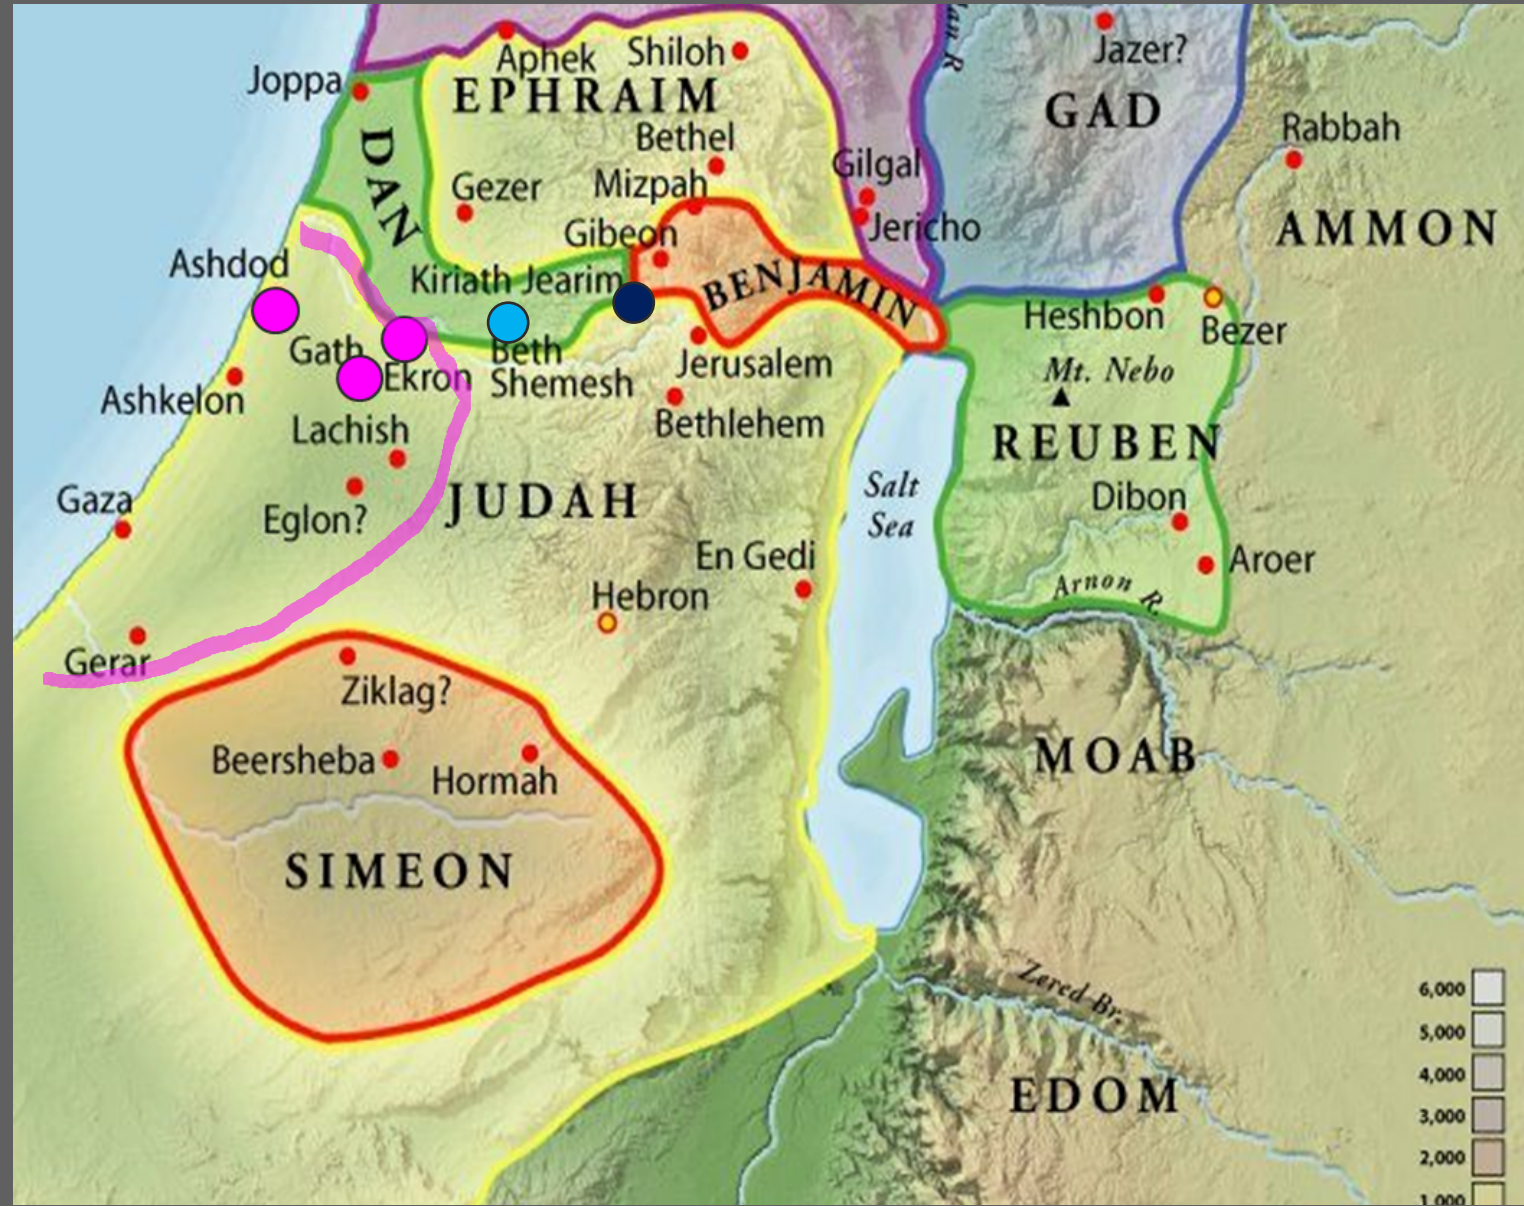 Aphek
Shiloh
Jazer?
Joppa
EPHRAIM
GAD
DAN
Bethel
Rabbah
Gilgal
Gezer
Mizpah
Jericho
AMMON
Gibeon
Ashdod
Kiriath Jearim
BENJAMIN
Heshbon
Bezer
Gath
Beth
Shemesh
Jerusalem
Mt. Nebo
Ekron
Ashkelon
Bethlehem
Lachish
REUBEN
JUDAH
Salt
Sea
Dibon
Gaza
Eglon?
En Gedi
Aroer
Hebron
Arnon R.
Gerar
Ziklag?
Beersheba
Hormah
MOAB
SIMEON
Zered Br.
EDOM
6,000
5,000
4,000
3,000
2,000
1,000